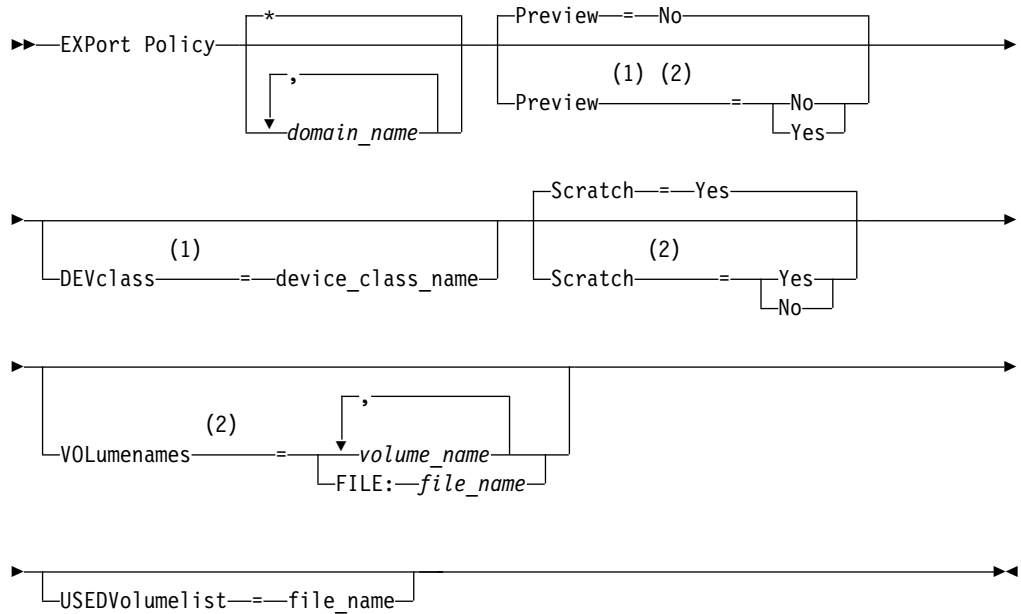 *
Preview = No
EXPort Policy
,
(1) (2)
domain_name
Preview = No
Yes
Scratch = Yes
(1)
(2)
DEVclass = device_class_name
Scratch = Yes
No
,
(2)
VOLumenames = volume_name
FILE: file_name
USEDVolumelist = file_name